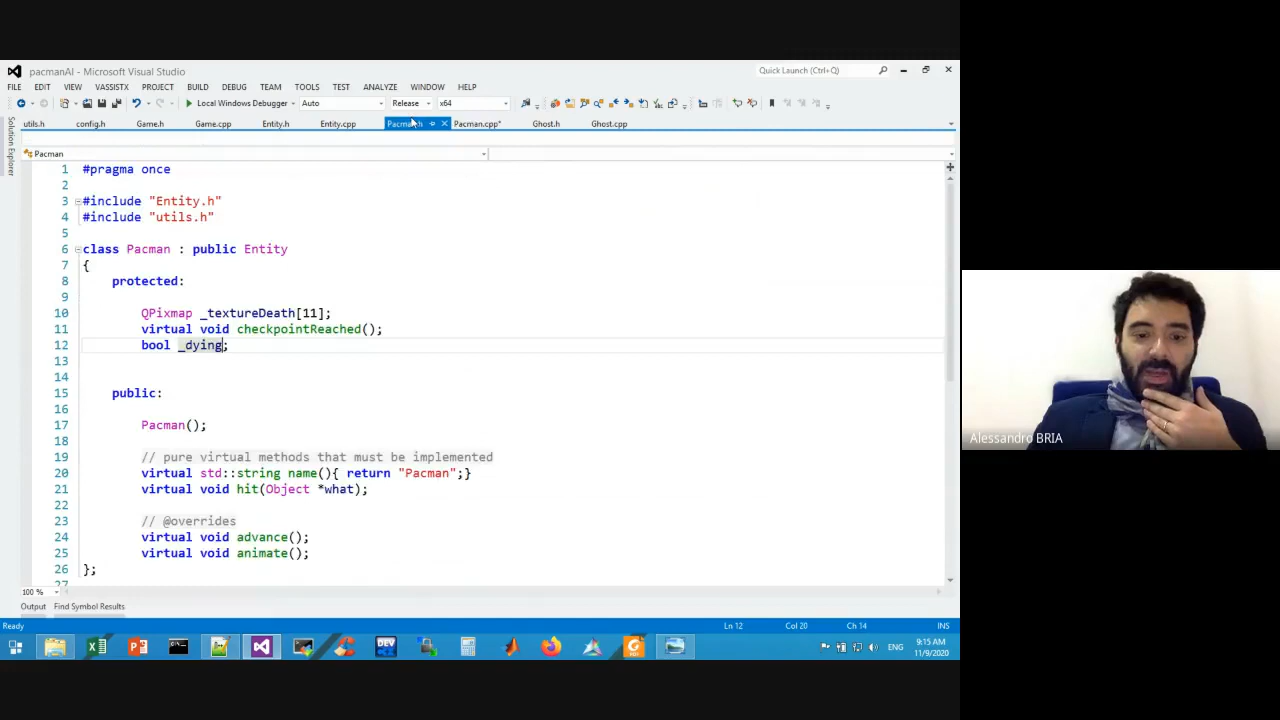 pacmanAI - Microsoft Visual Studio
Quick Launch (Ctrl+Q)
FILE EDIT VIEW VASSISTX PROJECT BUILD DEBUG TEAM TOOLS TEST ANALYZE WINDOW HELP
Local Windows Debugger Auto Release x64
utils.h config.h Game.h Game.cpp Entity.h Entity.cpp Pacman.h Pacman.cpp* Ghost.h Ghost.cpp
Solution Explorer
Pacman
1 #pragma once
2
3 #include "Entity.h"
4 #include "utils.h"
5
6 class Pacman : public Entity
7 {
8 protected:
9
10 QPixmap _textureDeath[11];
11 virtual void checkpointReached();
12 bool _dying;
13
14
15 public:
16
17 Pacman();
18
19 // pure virtual methods that must be implemented
20 virtual std::string name(){ return "Pacman";}
21 virtual void hit(Object *what);
22
23 // @overrides
24 virtual void advance();
25 virtual void animate();
26 };
27
100 %
Output Find Symbol Results
Ready Ln 12 Col 20 Ch 14 INS
DEV
ENG
9:15 AM
11/9/2020
Alessandro BRIA